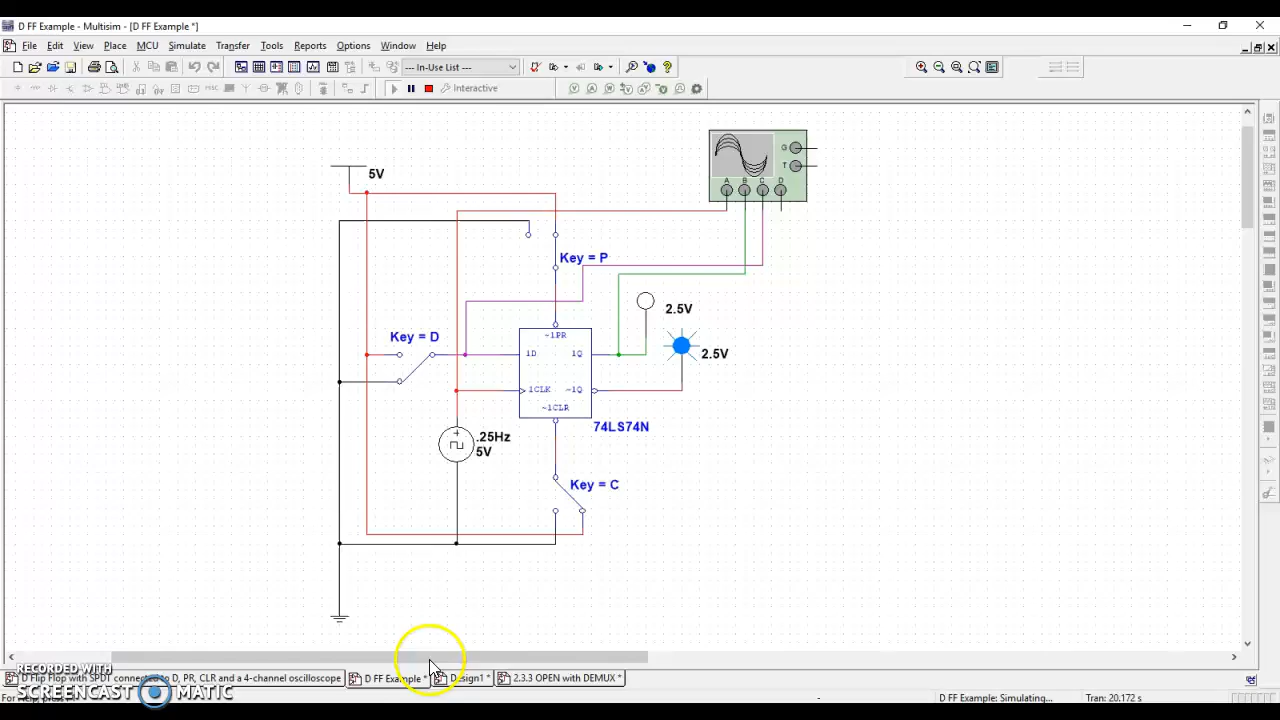 D FF Example - Multisim - [D FF Example *]
File Edit View Place MCU Simulate Transfer Tools Reports Options Window Help
--- In-Use List ---
Interactive
G
T
A B C D
5V
Key = P
2.5V
Key = D
~1PR
1D 1Q
2.5V
1CLK ~1Q
~1CLR
74LS74N
.25Hz
5V
Key = C
RECORDED WITH
SCREENCAST MATIC
D Flip Flop with SPDT connected to D, PR, CLR and a 4-channel oscilloscope
D FF Example *
Design1 *
2.3.3 OPEN with DEMUX *
For Help, press
-
D FF Example: Simulating...
Tran: 20.172 s